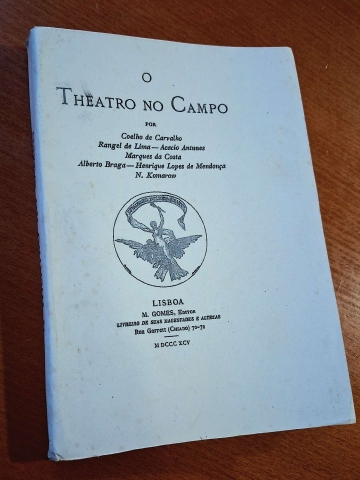 O
THEATRO NO CAMPO
POR
Coelho de Carvalho
Rangel de Lima—Acacio Antunes
Marques da Costa
Alberto Braga—Henrique Lopes de Mendonça
N. Komarow
LISBOA
M. GOMES, EDITOR
LIVREIRO DE SUAS MAGESTADES E ALTEZAS
Rua Garrett (Chiado) 70-72
M DCCC XCV